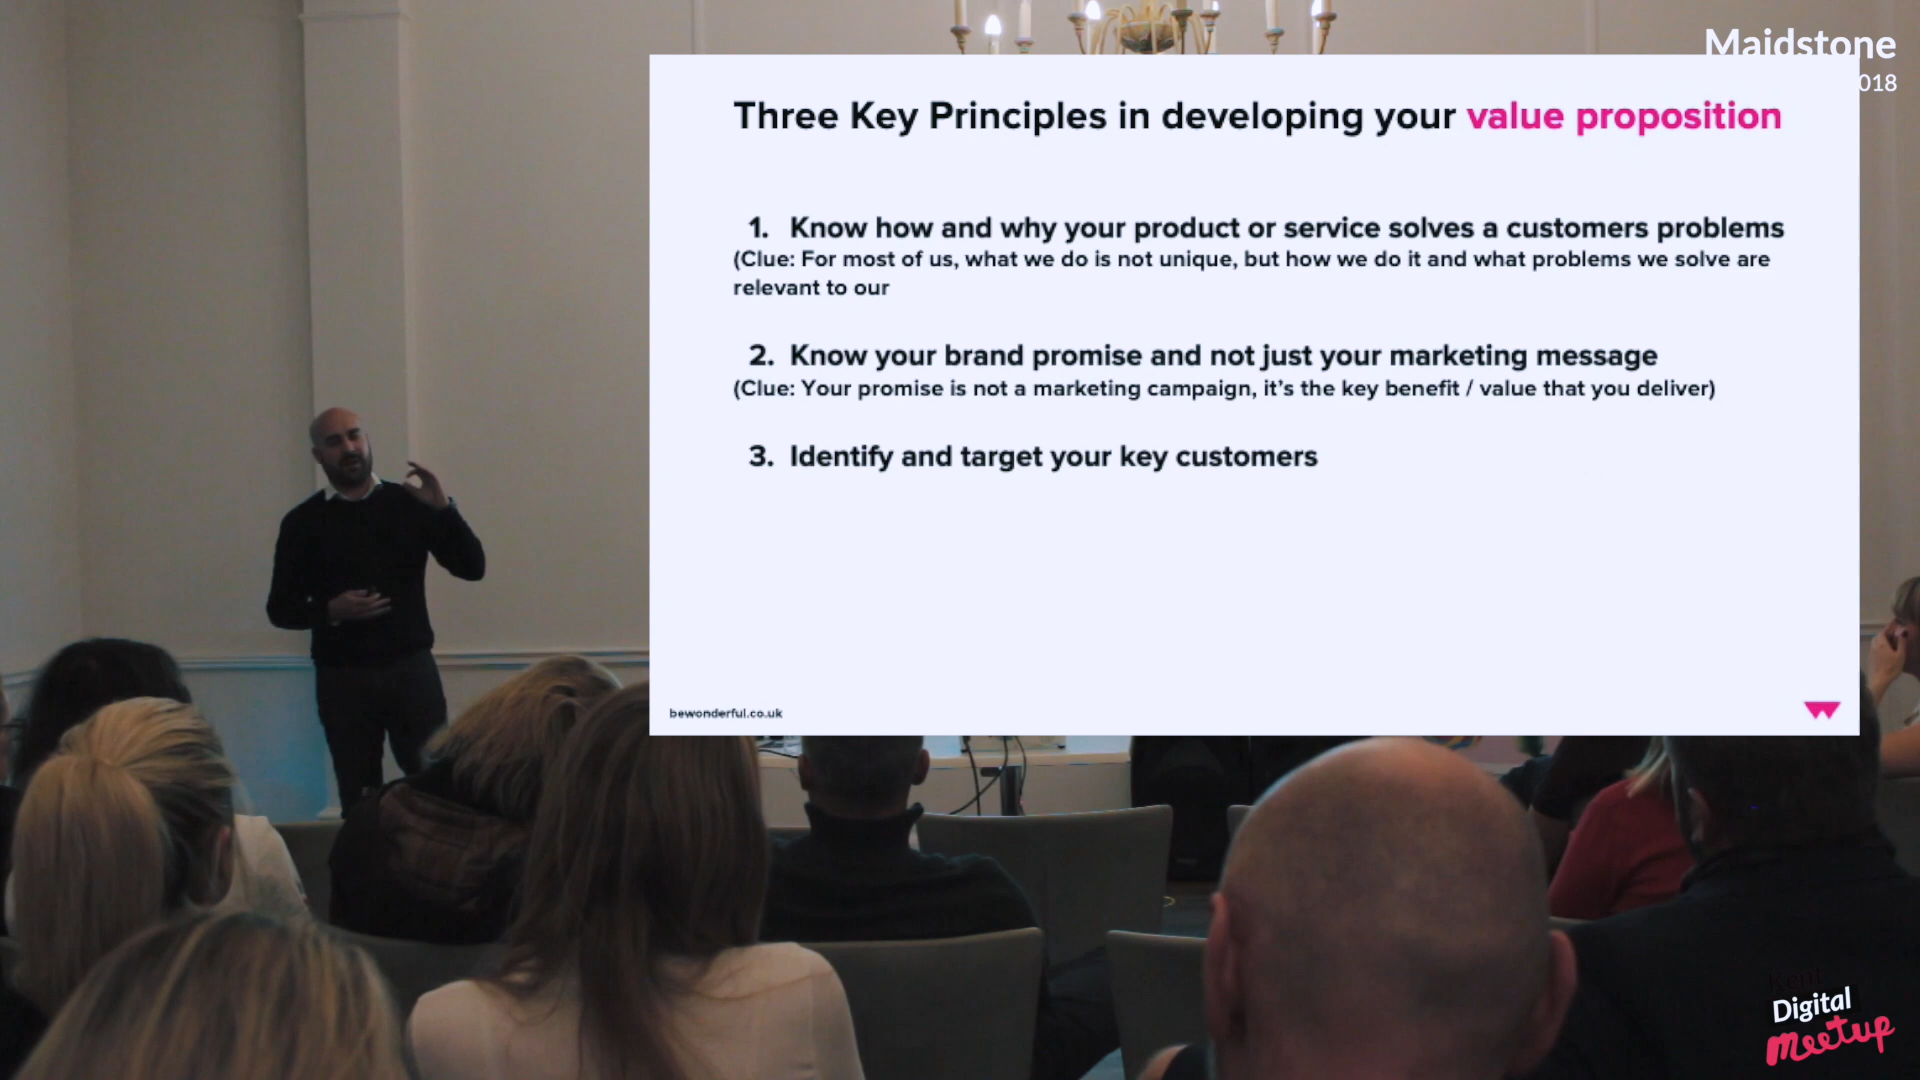 Maidstone
018
Three Key Principles in developing your value proposition
1. Know how and why your product or service solves a customers problems
(Clue: For most of us, what we do is not unique, but how we do it and what problems we solve are
relevant to our
2. Know your brand promise and not just your marketing message
(Clue: Your promise is not a marketing campaign, it's the key benefit / value that you deliver)
3. Identify and target your key customers
bewonderful.co.uk
Kent
Digital
meetup